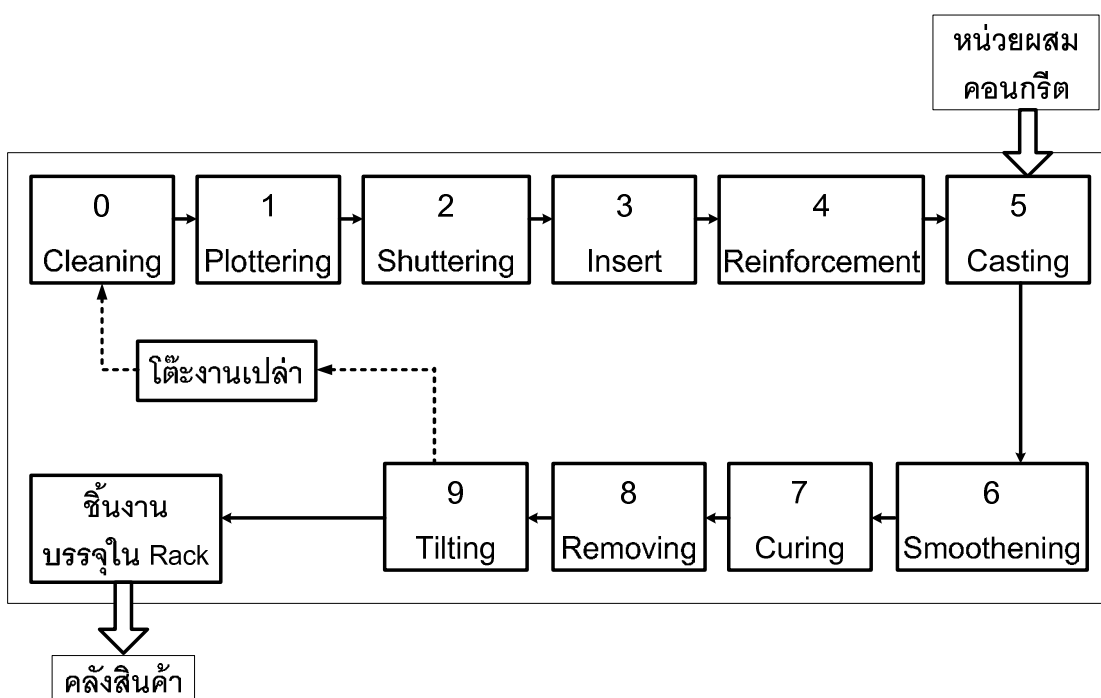 หน่วยผสม
คอนกรีต
0
Cleaning
1
Plottering
2
Shuttering
3
Insert
4
Reinforcement
5
Casting
โต๊ะงานเปล่า
ชิ้นงาน
บรรจุใน Rack
9
Tilting
8
Removing
7
Curing
6
Smoothening
คลังสินค้า